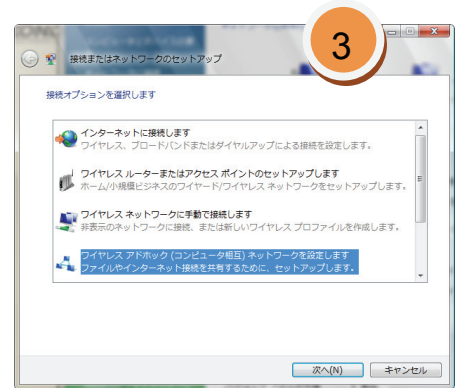 3
接続またはネットワークのセットアップ
接続オプションを選択します
インターネットに接続します
ワイヤレス、ブロードバンドまたはダイヤルアップによる接続を設定します。
ワイヤレス ルーターまたはアクセス ポイントのセットアップします
ホーム/小規模ビジネスのワイヤード/ワイヤレス ネットワークをセットアップします。
ワイヤレス ネットワークに手動で接続します
非表示のネットワークに接続、または新しいワイヤレス プロファイルを作成します。
ワイヤレス アドホック (コンピュータ相互) ネットワークを設定します
ファイルやインターネット接続を共有するために、セットアップします。
次へ(N)
キャンセル